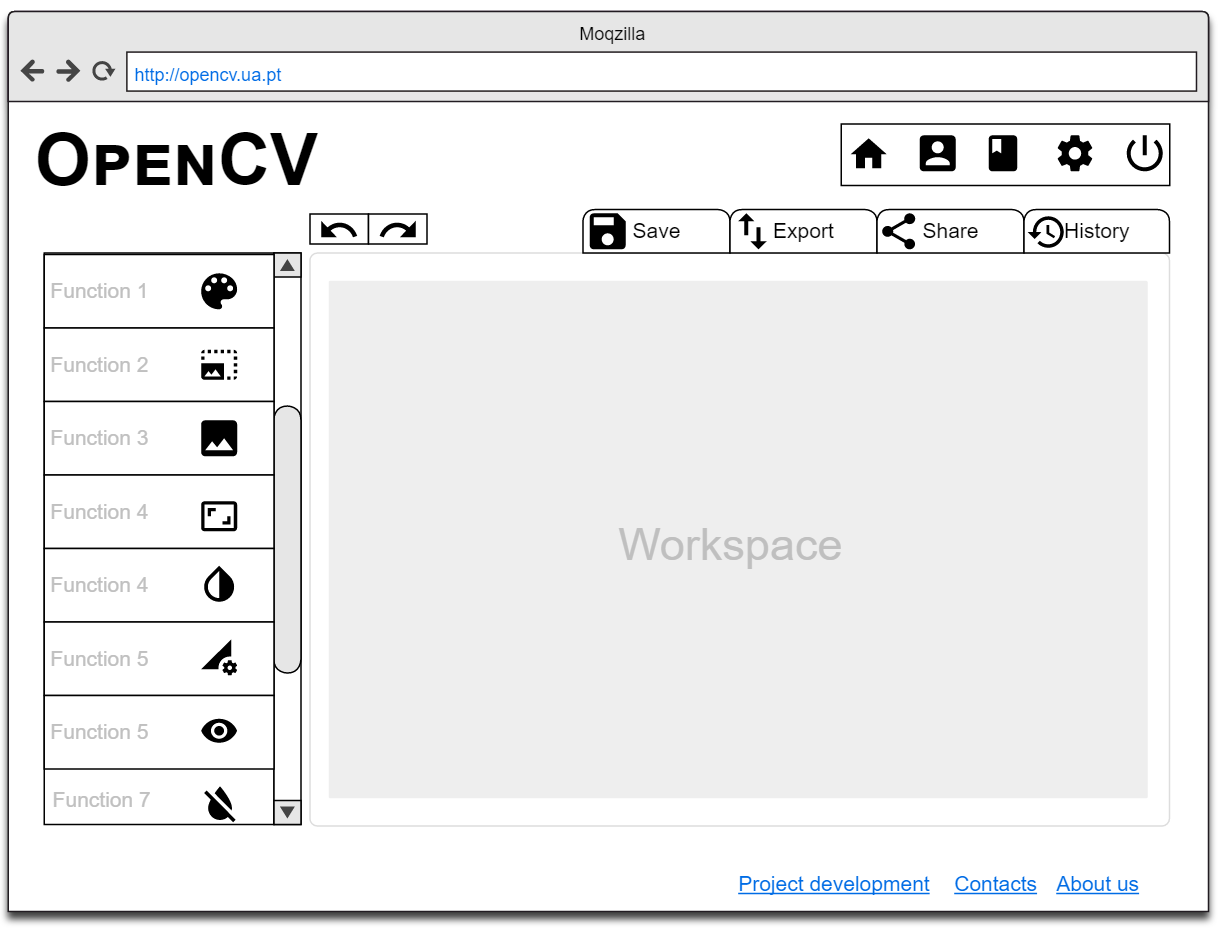 Moqzilla
http://opencv.ua.pt
OPENCV
Save
Export
Share
History
Function 1
Function 2
Function 3
Function 4
Function 4
Function 5
Function 5
Function 7
Workspace
Project development
Contacts
About us